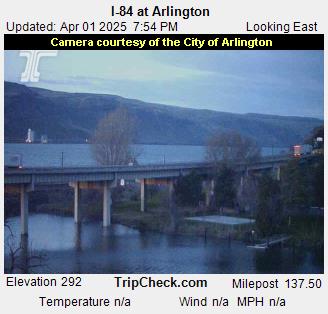 I-84 at Arlington
Updated: Apr 01 2025 7:54 PM Looking East
Camera courtesy of the City of Arlington
Elevation 292 TripCheck.com Milepost 137.50
Temperature n/a Wind n/a MPH n/a